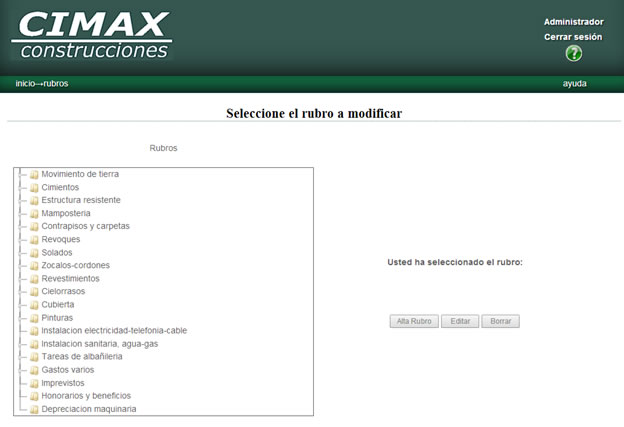 CIMAX
construcciones
Administrador
Cerrar sesión
?
inicio→rubros
ayuda
Seleccione el rubro a modificar
Rubros
Movimiento de tierra
Cimientos
Estructura resistente
Mamposteria
Contrapisos y carpetas
Revoques
Solados
Zocalos-cordones
Revestimientos
Cielorrasos
Cubierta
Pinturas
Instalacion electricidad-telefonia-cable
Instalacion sanitaria, agua-gas
Tareas de albañileria
Gastos varios
Imprevistos
Honorarios y beneficios
Depreciacion maquinaria
Usted ha seleccionado el rubro:
Alta Rubro Editar Borrar